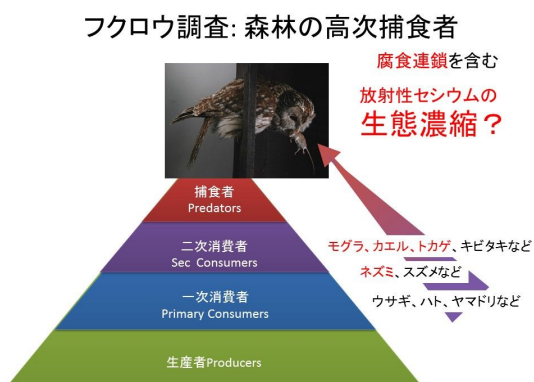 フクロウ調査: 森林の高次捕食者
腐食連鎖を含む
放射性セシウムの
生態濃縮？
捕食者
Predators
二次消費者
Sec Consumers
モグラ、カエル、トカゲ、キビタキなど
ネズミ、スズメなど
一次消費者
Primary Consumers
ウサギ、ハト、ヤマドリなど
生産者Producers